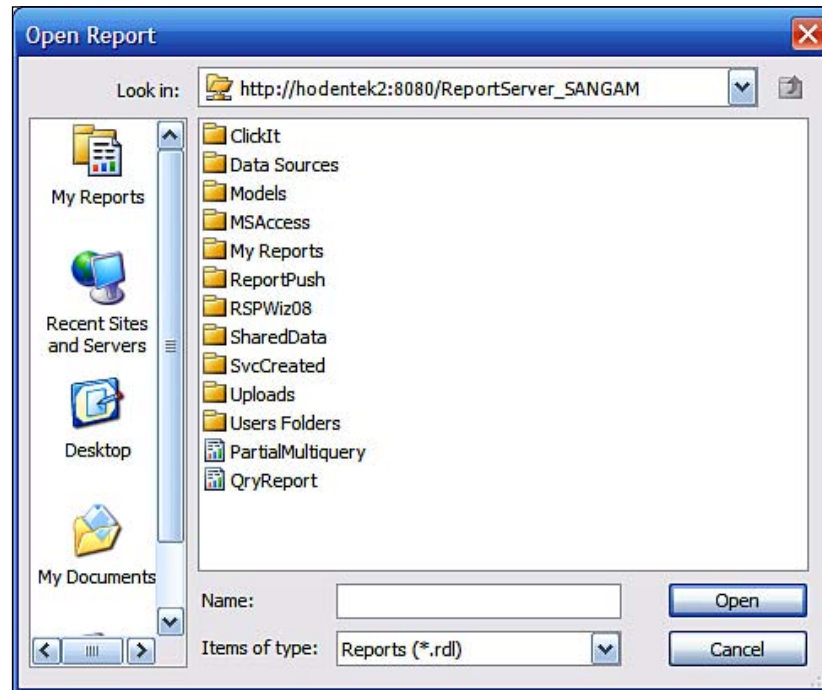 Open Report
Look in:
http://hodentek2:8080/ReportServer_SANGAM
My Reports
Recent Sites
and Servers
Desktop
My Documents
ClickIt
Data Sources
Models
MSAccess
My Reports
ReportPush
RSPWiz08
SharedData
SvcCreated
Uploads
Users Folders
PartialMultiquery
QryReport
Name:
Open
Items of type:
Reports (*.rdl)
Cancel